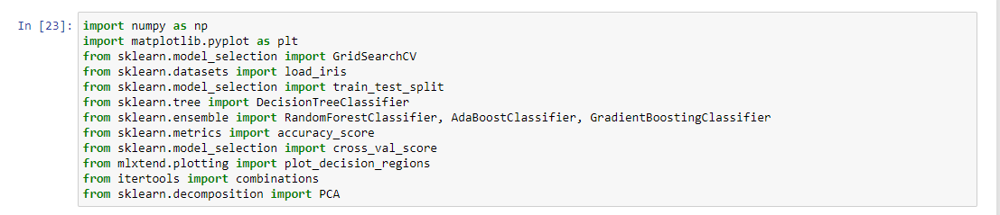 In [23]: import numpy as np
import matplotlib.pyplot as plt
from sklearn.model_selection import GridSearchCV
from sklearn.datasets import load_iris
from sklearn.model_selection import train_test_split
from sklearn.tree import DecisionTreeClassifier
from sklearn.ensemble import RandomForestClassifier, AdaBoostClassifier, GradientBoostingClassifier
from sklearn.metrics import accuracy_score
from sklearn.model_selection import cross_val_score
from mlxtend.plotting import plot_decision_regions
from itertools import combinations
from sklearn.decomposition import PCA